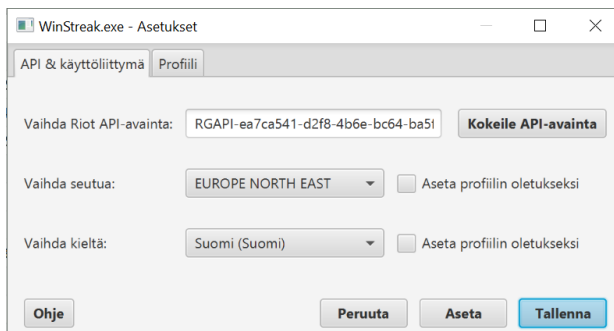 WinStreak.exe - Asetukset
API & käyttöliittymä Profiili
Vaihda Riot API-avainta: RGAPI-ea7ca541-d2f8-4b6e-bc64-ba5f Kokeile API-avainta
Vaihda seutua: EUROPE NORTH EAST Aseta profiilin oletukseksi
Vaihda kieltä: Suomi (Suomi) Aseta profiilin oletukseksi
Ohje Peruuta Aseta Tallenna